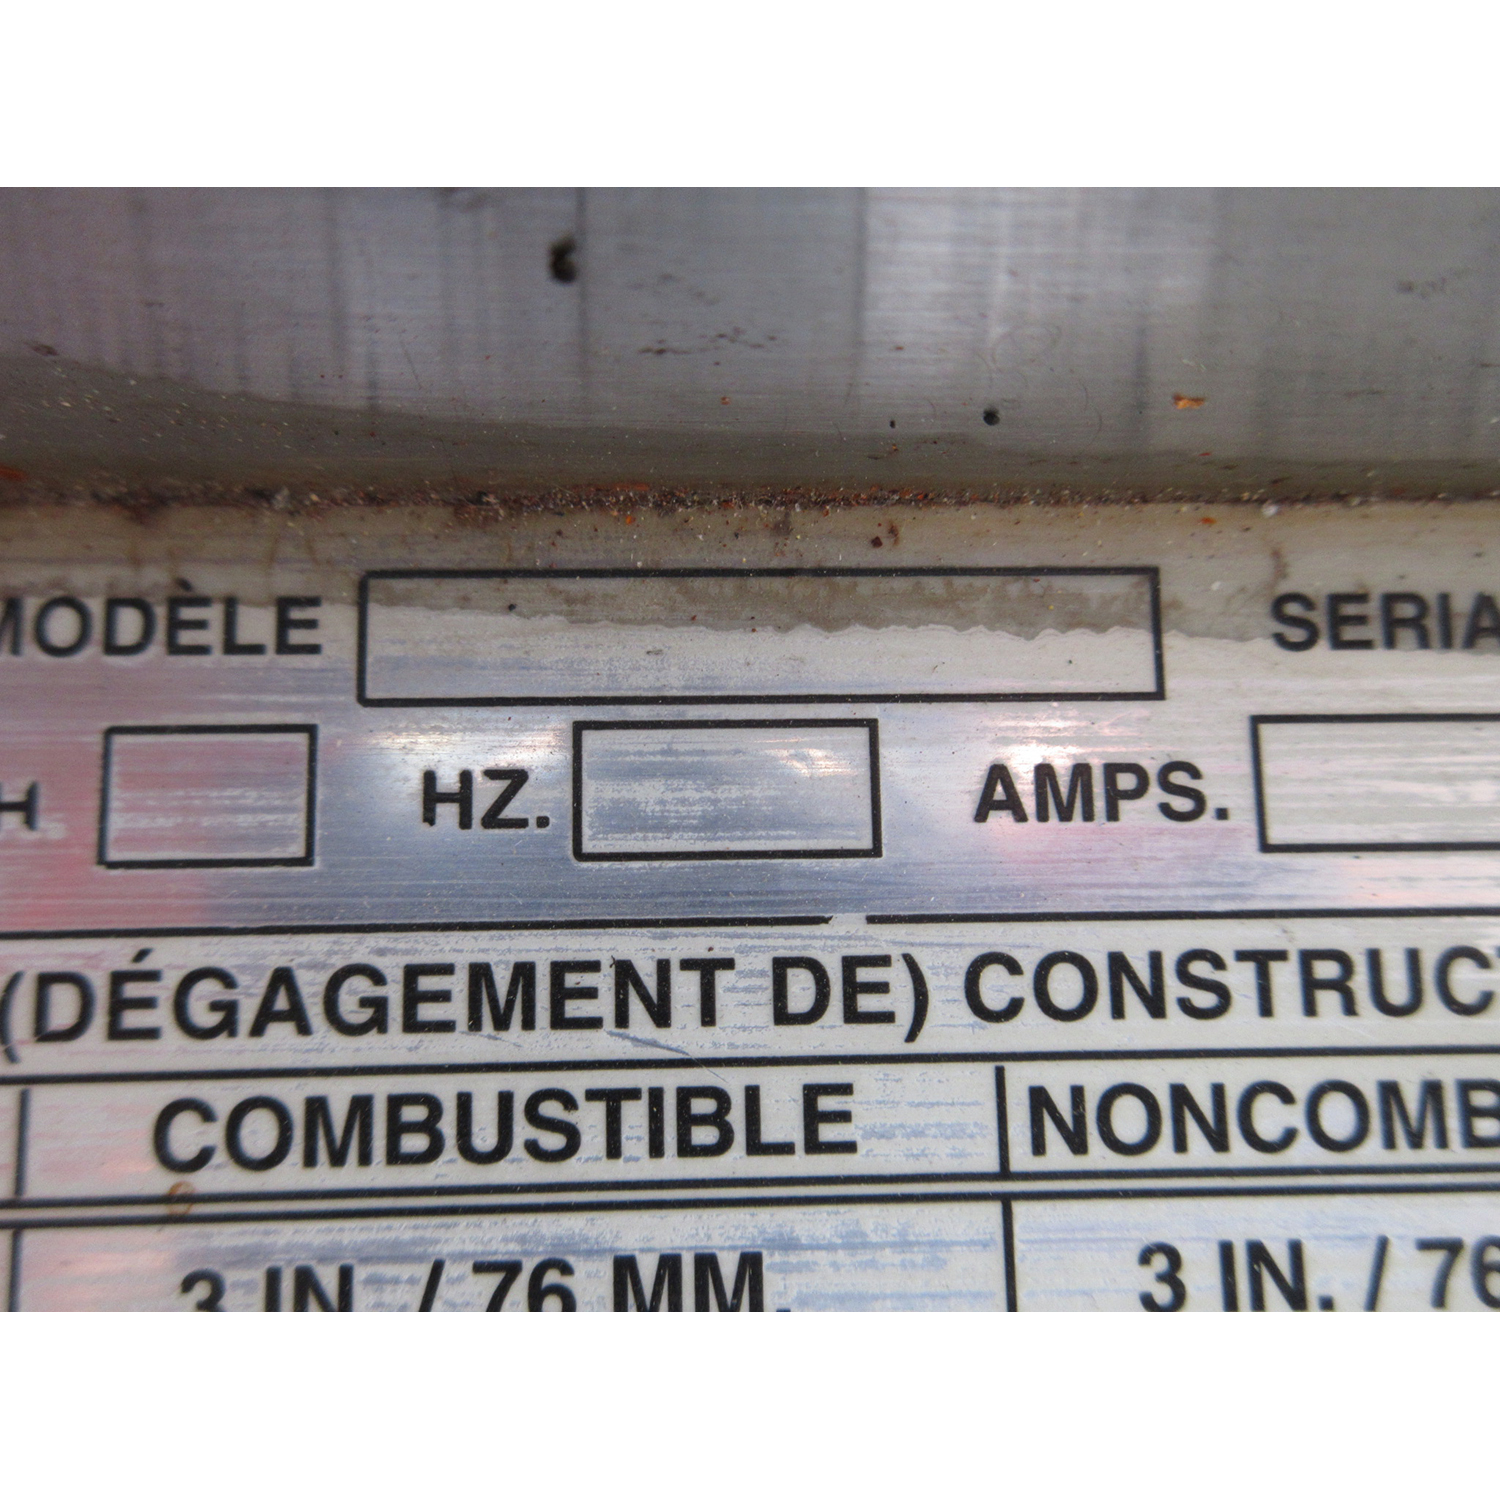 MODÈLE SERIA
H HZ. AMPS.
(DÉGAGEMENT DE) CONSTRUCT
COMBUSTIBLE NONCOMB
3 IN. / 76 MM. 3 IN. / 76